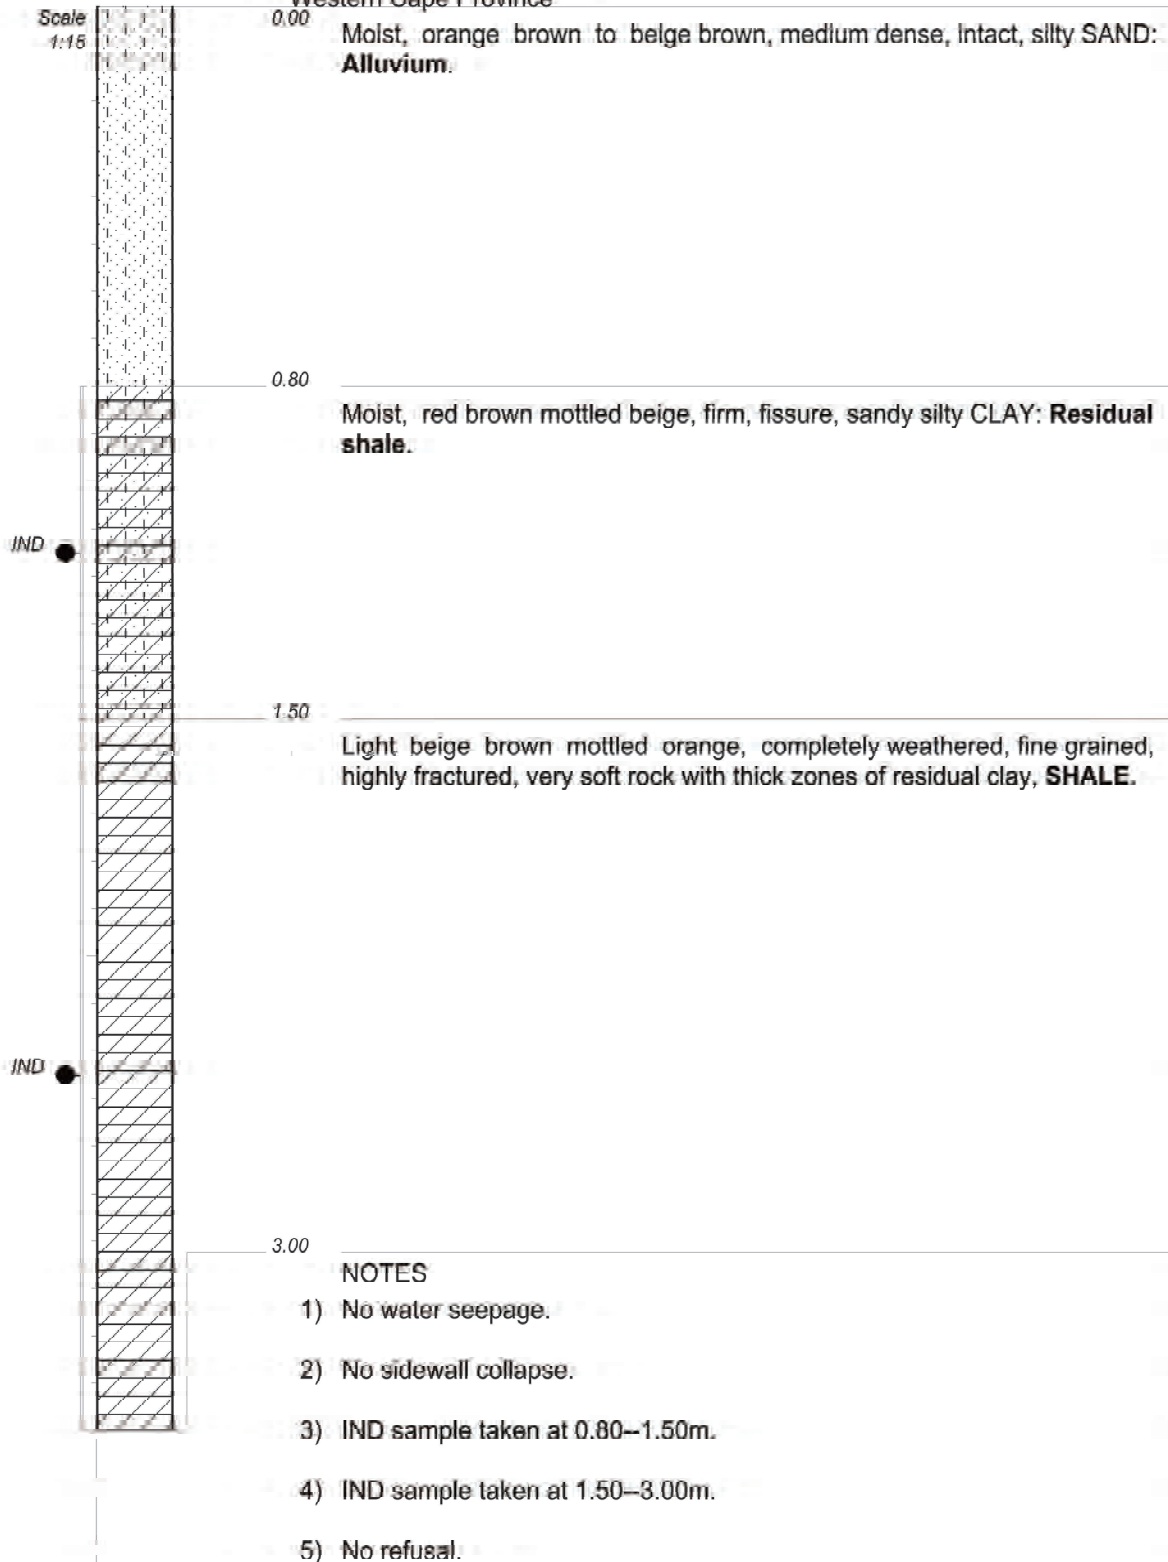 Western Cape Province
Scale
1:15
0.00
Moist, orange brown to beige brown, medium dense, intact, silty SAND:
Alluvium.
0.80
Moist, red brown mottled beige, firm, fissure, sandy silty CLAY: Residual
shale.
IND
1.50
Light beige brown mottled orange, completely weathered, fine grained,
highly fractured, very soft rock with thick zones of residual clay, SHALE.
IND
3.00
NOTES
1) No water seepage.
2) No sidewall collapse.
3) IND sample taken at 0.80--1.50m.
4) IND sample taken at 1.50--3.00m.
5) No refusal.